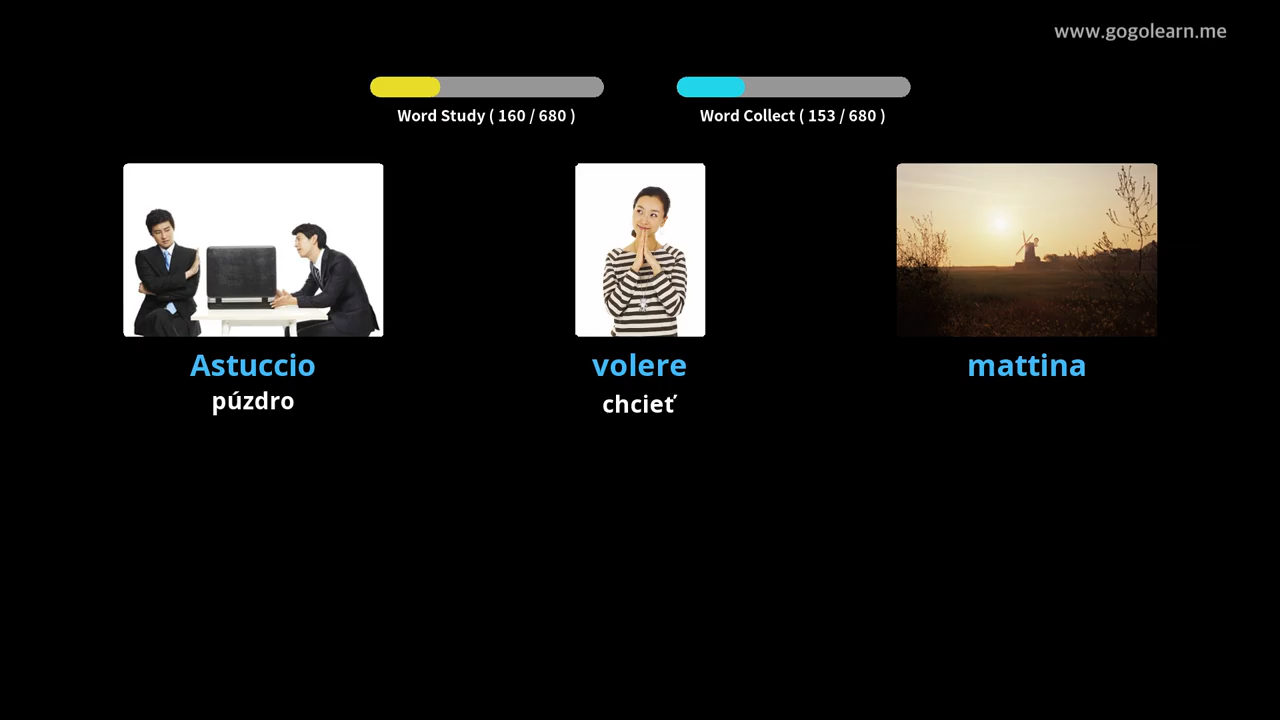 www.gogolearn.me
Word Study ( 160 / 680 )
Word Collect ( 153 / 680 )
Astuccio
púzdro
volere
chcieť
mattina